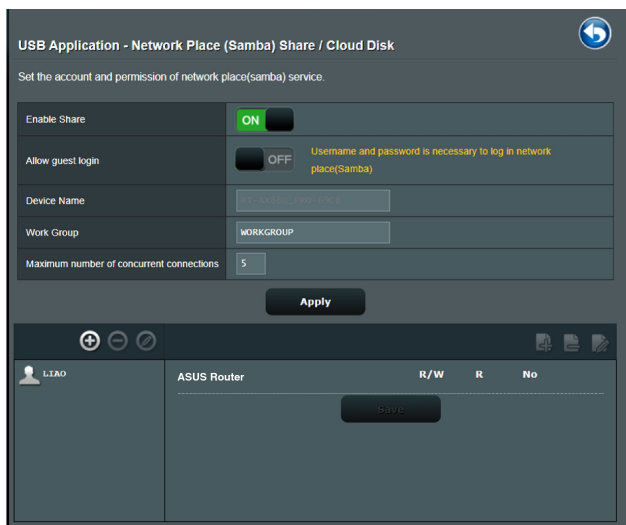 USB Application - Network Place (Samba) Share / Cloud Disk
Set the account and permission of network place(samba) service.
Enable Share
ON
Allow guest login
OFF
Username and password is necessary to log in network
place(Samba)
Device Name
Work Group
WORKGROUP
Maximum number of concurrent connections
5
Apply
LIAO
ASUS Router
R/W
R
No
Save